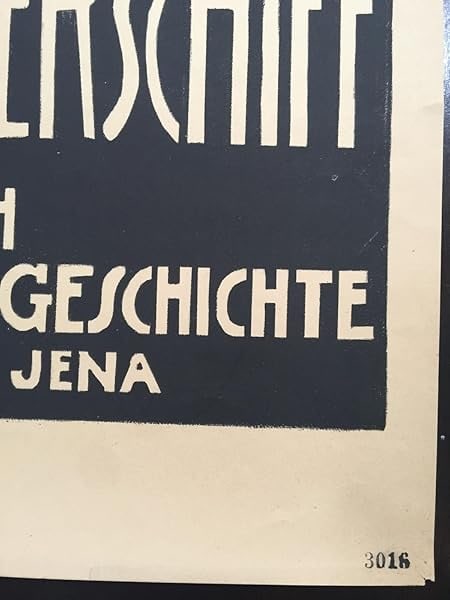 ERSCHIFF
H
GESCHICHTE
JENA
3016